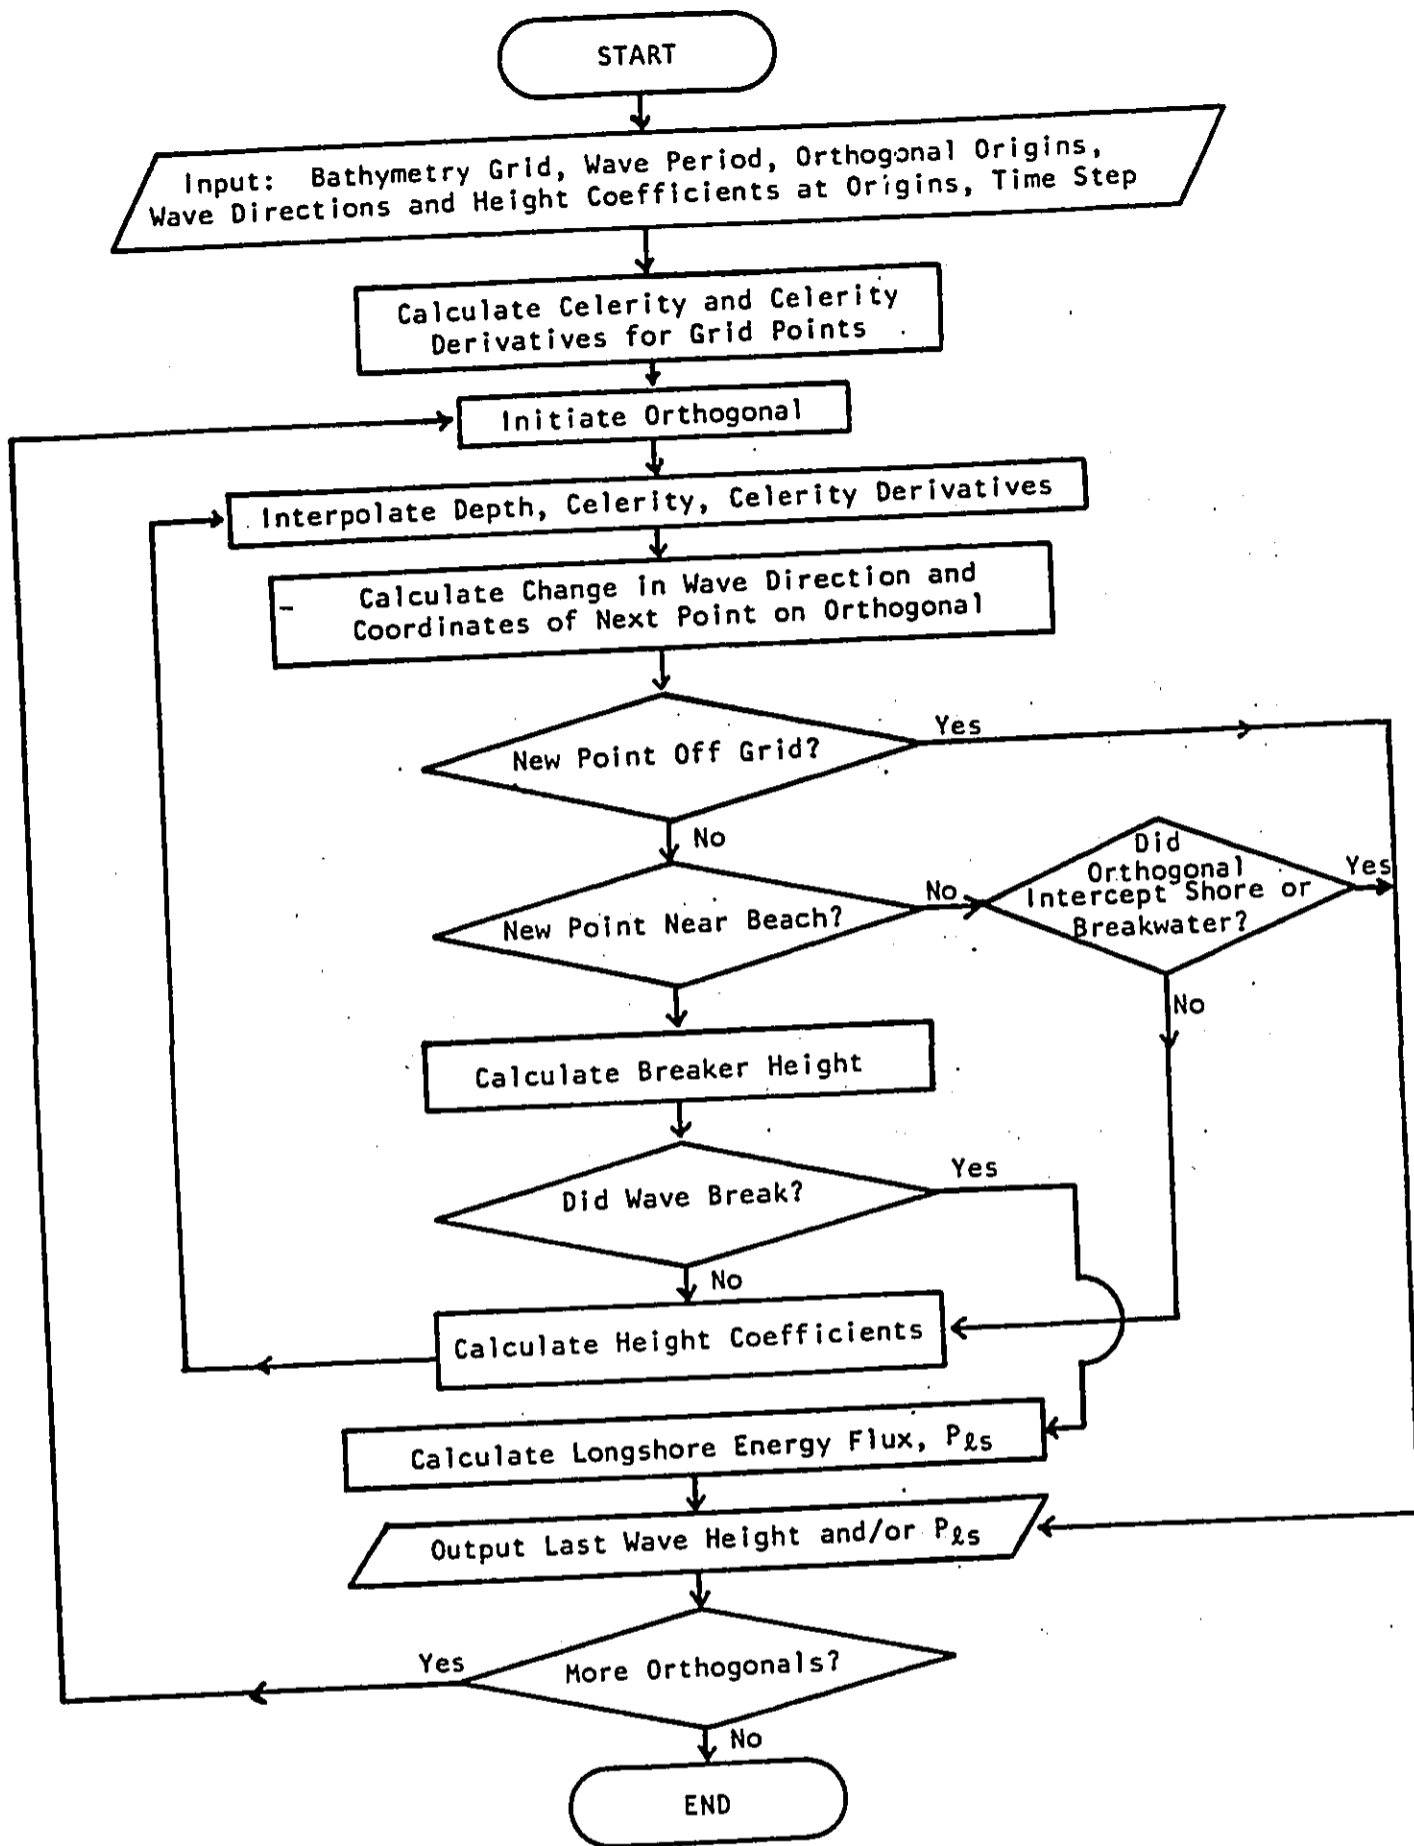 START
Input: Bathymetry Grid, Wave Period, Orthogonal Origins,
Wave Directions and Height Coefficients at Origins, Time Step
Calculate Celerity and Celerity
Derivatives for Grid Points
Initiate Orthogonal
Interpolate Depth, Celerity, Celerity Derivatives
Calculate Change in Wave Direction and
Coordinates of Next Point on Orthogonal
New Point Off Grid?
Yes
No
New Point Near Beach?
No
Did
Orthogonal
Intercept Shore or
Breakwater?
Yes
No
Calculate Breaker Height
Did Wave Break?
Yes
No
Calculate Height Coefficients
Calculate Longshore Energy Flux, Pℓs
Output Last Wave Height and/or Pℓs
More Orthogonals?
Yes
No
END